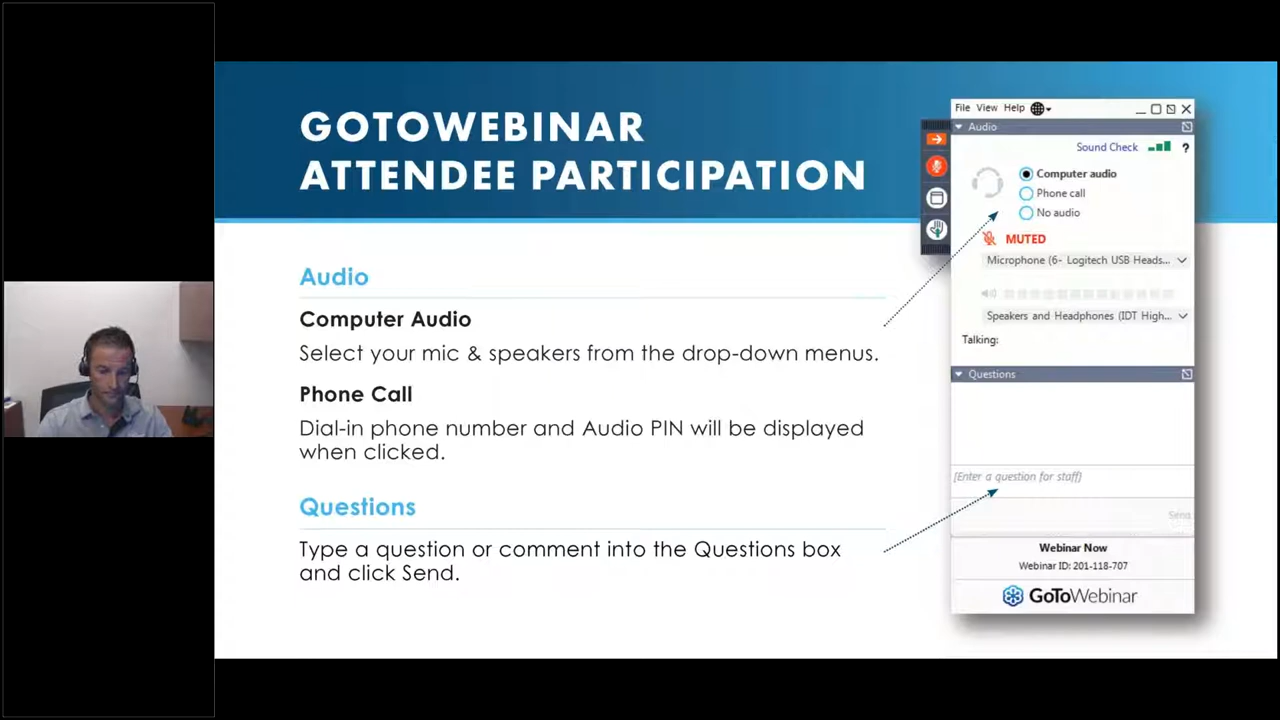 GOTOWEBINAR
ATTENDEE PARTICIPATION
Audio
Computer Audio
Select your mic & speakers from the drop-down menus.
Phone Call
Dial-in phone number and Audio PIN will be displayed
when clicked.
Questions
Type a question or comment into the Questions box
and click Send.
File View Help
Audio
Sound Check ?
Computer audio
Phone call
No audio
MUTED
Microphone (6- Logitech USB Heads...
Speakers and Headphones (IDT High...
Talking:
Questions
[Enter a question for staff]
Send
Webinar Now
Webinar ID: 201-118-707
GoToWebinar